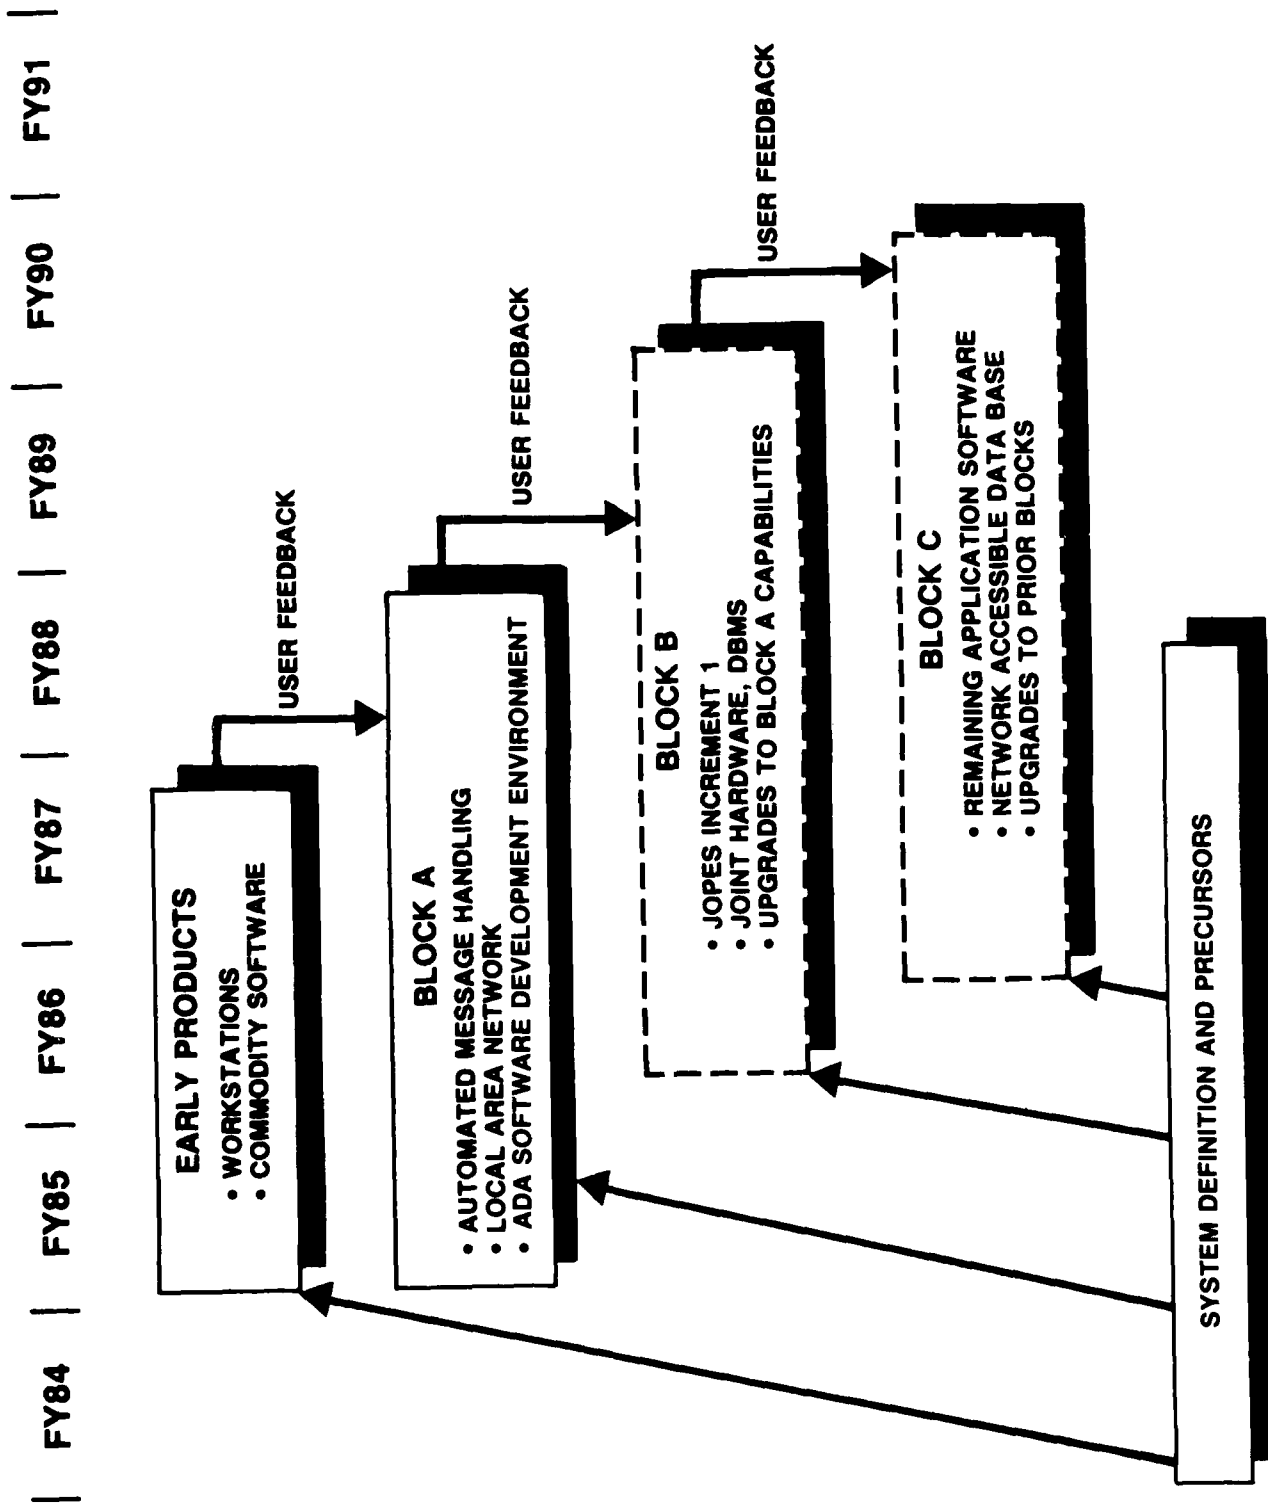 FY84 | FY85 | FY86 | FY87 | FY88 | FY89 | FY90 | FY91
EARLY PRODUCTS
• WORKSTATIONS
• COMMODITY SOFTWARE
USER FEEDBACK
BLOCK A
• AUTOMATED MESSAGE HANDLING
• LOCAL AREA NETWORK
• ADA SOFTWARE DEVELOPMENT ENVIRONMENT
USER FEEDBACK
BLOCK B
• JOPES INCREMENT 1
• JOINT HARDWARE, DBMS
• UPGRADES TO BLOCK A CAPABILITIES
USER FEEDBACK
BLOCK C
• REMAINING APPLICATION SOFTWARE
• NETWORK ACCESSIBLE DATA BASE
• UPGRADES TO PRIOR BLOCKS
SYSTEM DEFINITION AND PRECURSORS